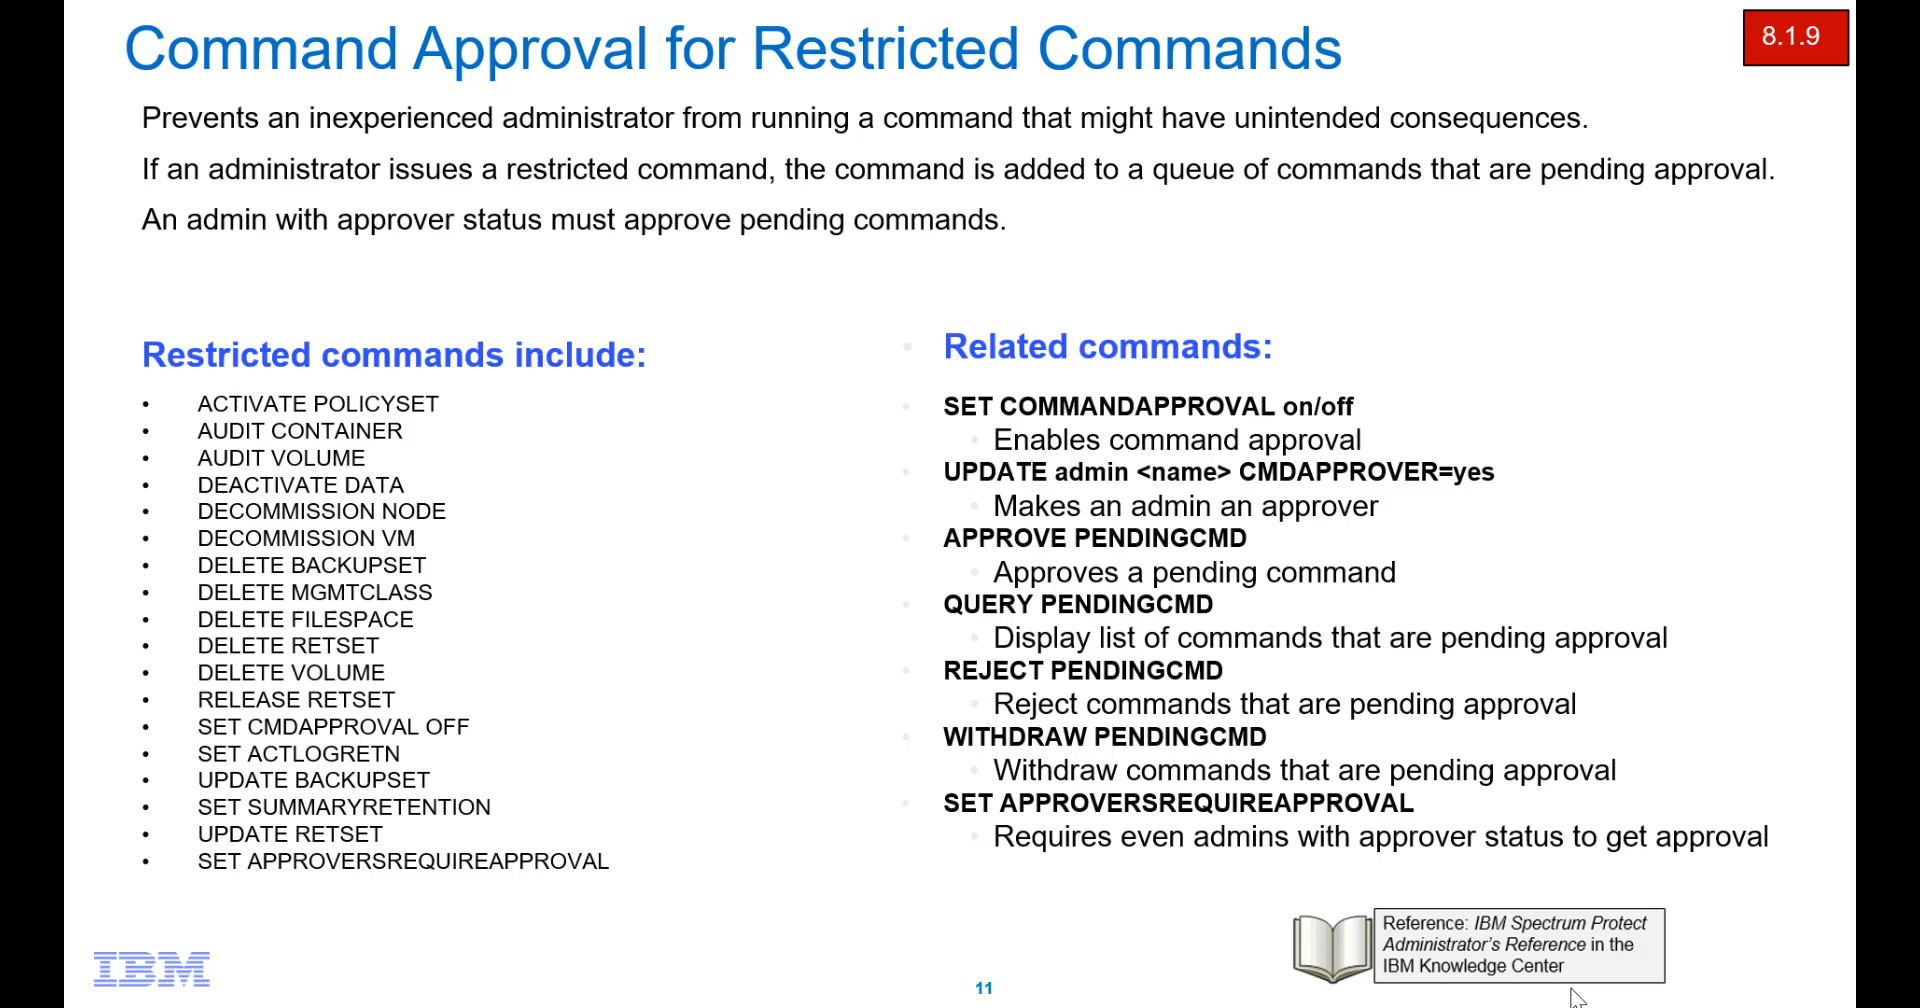 Command Approval for Restricted Commands
8.1.9
Prevents an inexperienced administrator from running a command that might have unintended consequences.
If an administrator issues a restricted command, the command is added to a queue of commands that are pending approval.
An admin with approver status must approve pending commands.
Restricted commands include:
• ACTIVATE POLICYSET
• AUDIT CONTAINER
• AUDIT VOLUME
• DEACTIVATE DATA
• DECOMMISSION NODE
• DECOMMISSION VM
• DELETE BACKUPSET
• DELETE MGMTCLASS
• DELETE FILESPACE
• DELETE RETSET
• DELETE VOLUME
• RELEASE RETSET
• SET CMDAPPROVAL OFF
• SET ACTLOGRETN
• UPDATE BACKUPSET
• SET SUMMARYRETENTION
• UPDATE RETSET
• SET APPROVERSREQUIREAPPROVAL
• Related commands:
• SET COMMANDAPPROVAL on/off
• Enables command approval
• UPDATE admin <name> CMDAPPROVER=yes
• Makes an admin an approver
• APPROVE PENDINGCMD
• Approves a pending command
• QUERY PENDINGCMD
• Display list of commands that are pending approval
• REJECT PENDINGCMD
• Reject commands that are pending approval
• WITHDRAW PENDINGCMD
• Withdraw commands that are pending approval
• SET APPROVERSREQUIREAPPROVAL
• Requires even admins with approver status to get approval
Reference: IBM Spectrum Protect
Administrator's Reference in the
IBM Knowledge Center
IBM
11